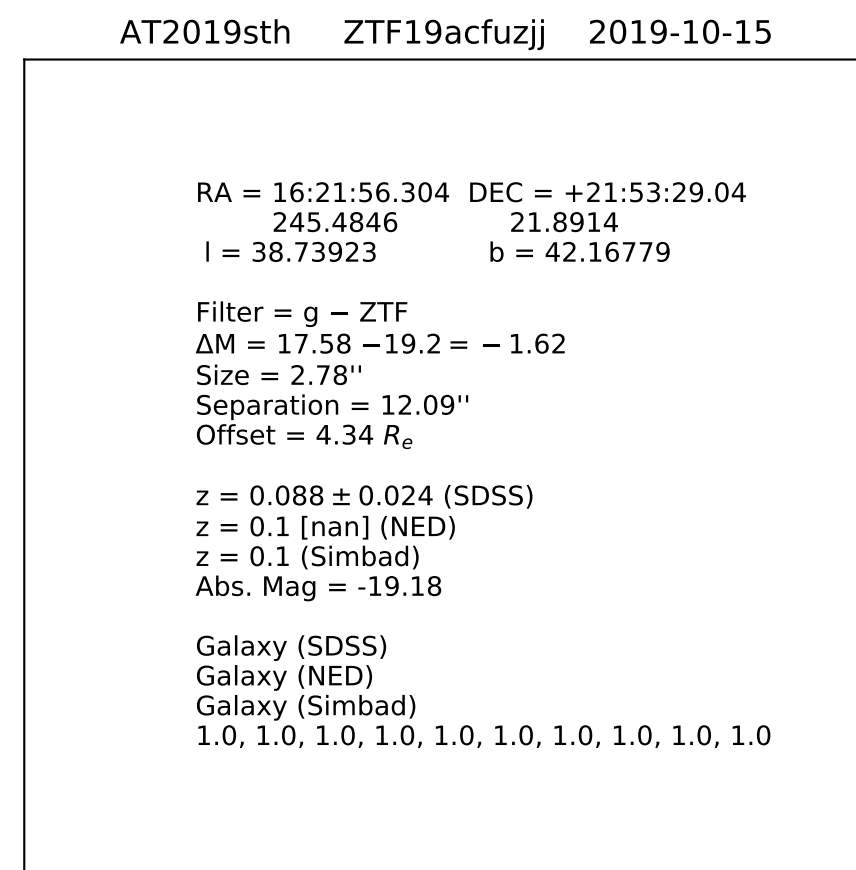 AT2019sth ZTF19acfuzjj 2019-10-15
RA = 16:21:56.304 DEC = +21:53:29.04
245.4846 21.8914
l = 38.73923 b = 42.16779
Filter = g − ZTF
ΔM = 17.58 −19.2 = − 1.62
Size = 2.78''
Separation = 12.09''
Offset = 4.34 Rₑ
z = 0.088 ± 0.024 (SDSS)
z = 0.1 [nan] (NED)
z = 0.1 (Simbad)
Abs. Mag = -19.18
Galaxy (SDSS)
Galaxy (NED)
Galaxy (Simbad)
1.0, 1.0, 1.0, 1.0, 1.0, 1.0, 1.0, 1.0, 1.0, 1.0